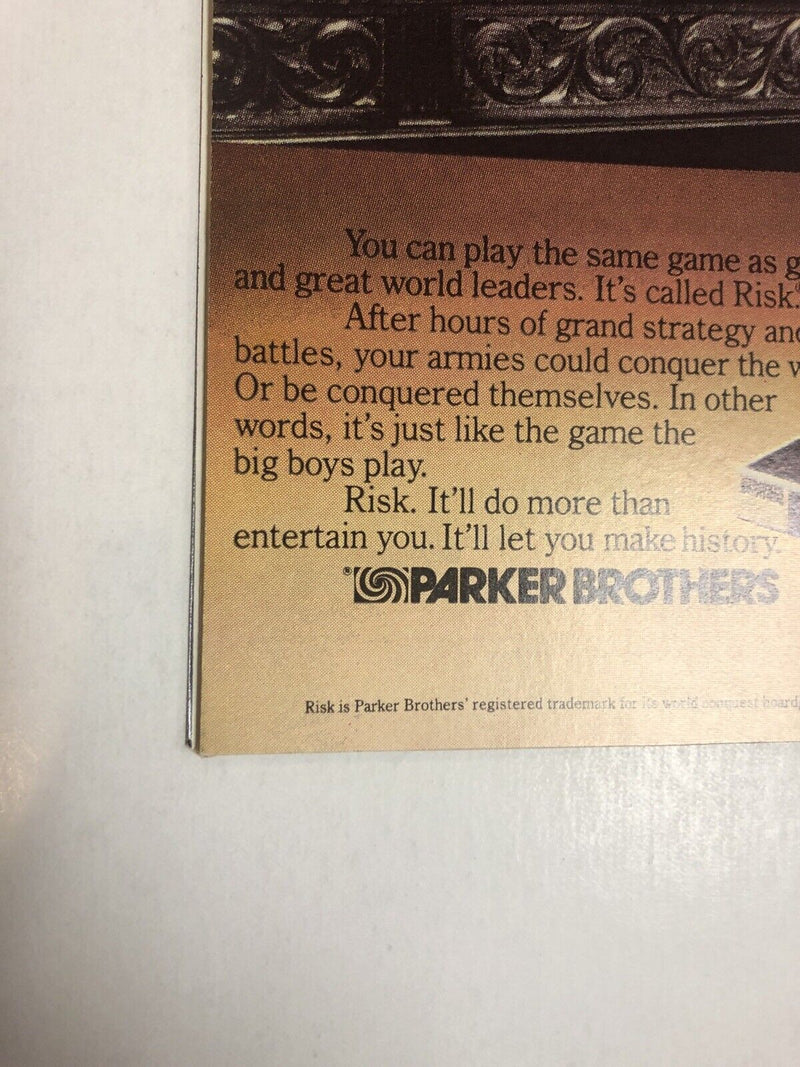 You can play the same game as
and great world leaders. It's called Risk.®
After hours of grand strategy
battles, your armies could conquer the
Or be conquered themselves. In other
words, it's just like the game the
big boys play.
Risk. It'll do more than
entertain you. It'll let you make history.
® PARKER BROTHERS
Risk is Parker Brothers' registered trademark for its world conquest board